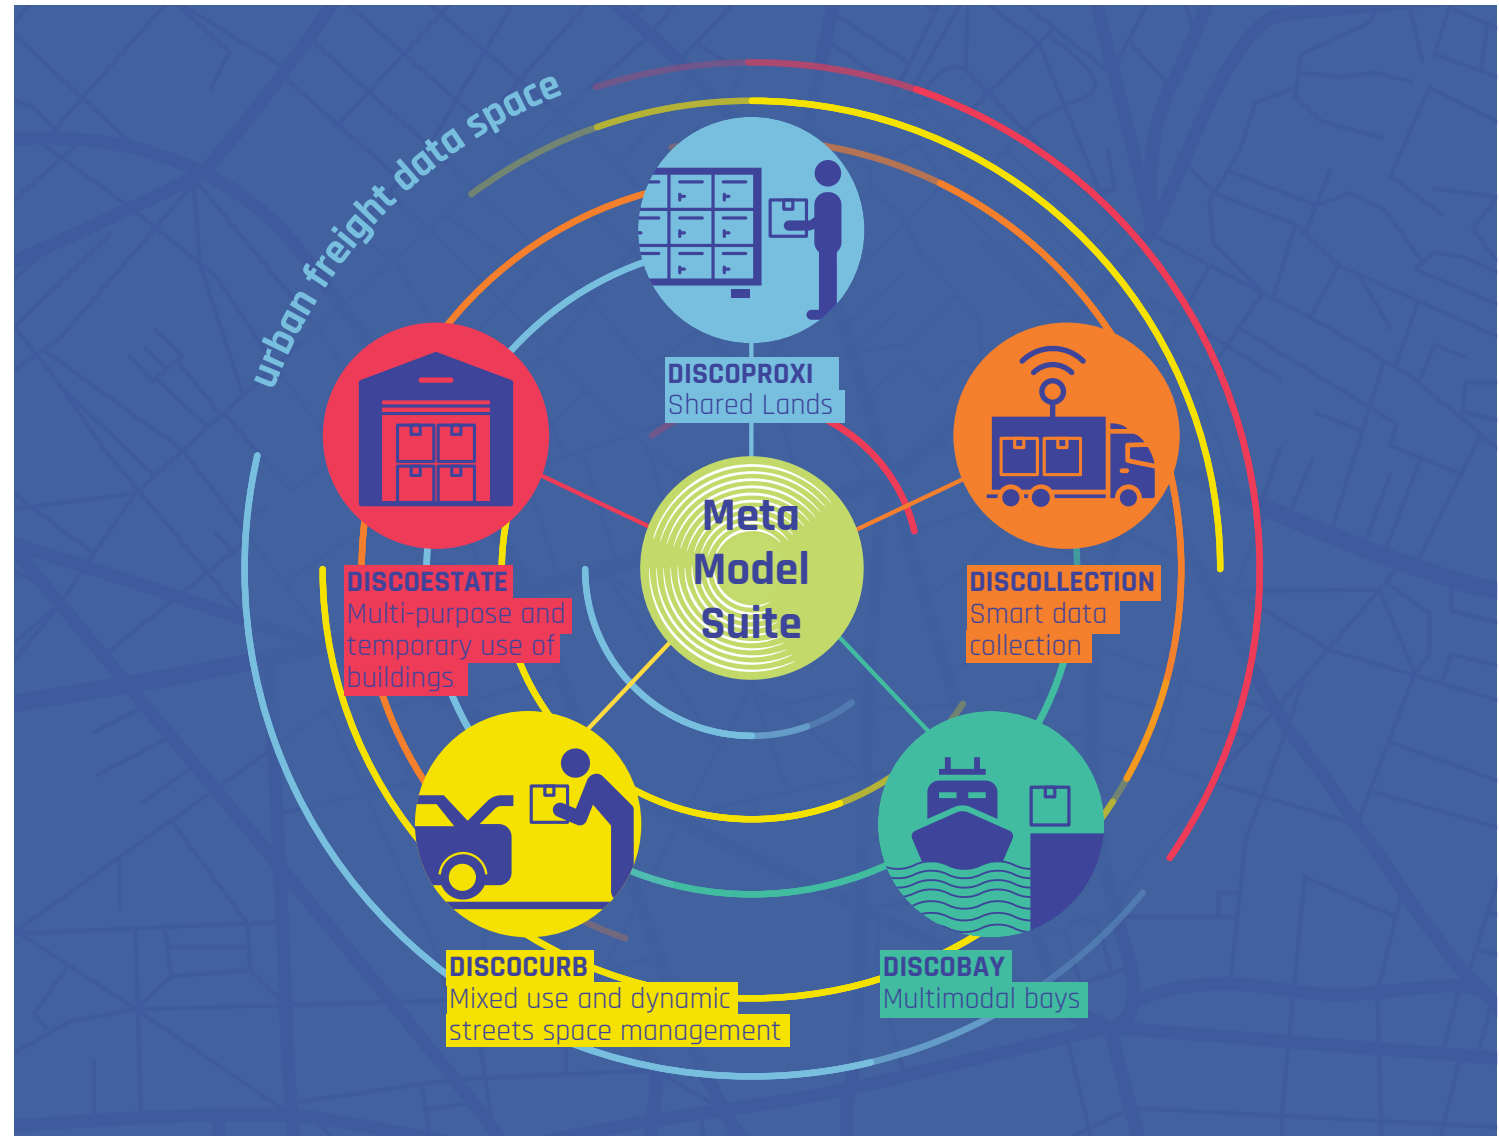 urban freight data space
DISCOPROXI
Shared Lands
Meta
Model
Suite
DISCOESTATE
Multi-purpose and
temporary use of
buildings
DISCOLLECTION
Smart data
collection
DISCOCURB
Mixed use and dynamic
streets space management
DISCOBAY
Multimodal bays